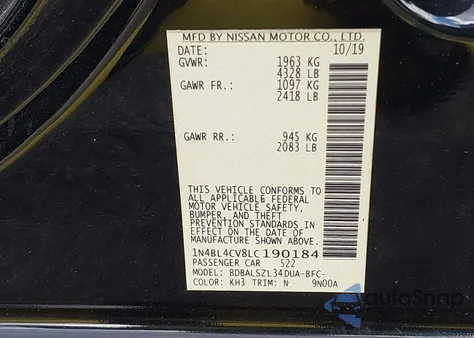 MFD BY NISSAN MOTOR CO., LTD.
DATE: 10/19
GVWR: 1963 KG
4328 LB
GAWR FR.: 1097 KG
2418 LB
GAWR RR.: 945 KG
2083 LB
THIS VEHICLE CONFORMS TO
ALL APPLICABLE FEDERAL
MOTOR VEHICLE SAFETY,
BUMPER, AND THEFT
PREVENTION STANDARDS IN
EFFECT ON THE DATE OF
MANUFACTURE SHOWN ABOVE.
1N4BL4CV8LC190184
PASSENGER CAR 522
MODEL: BDBALSZL34DUA-BFC-
COLOR: KH3 TRIM: N 9N00A
autoSnap